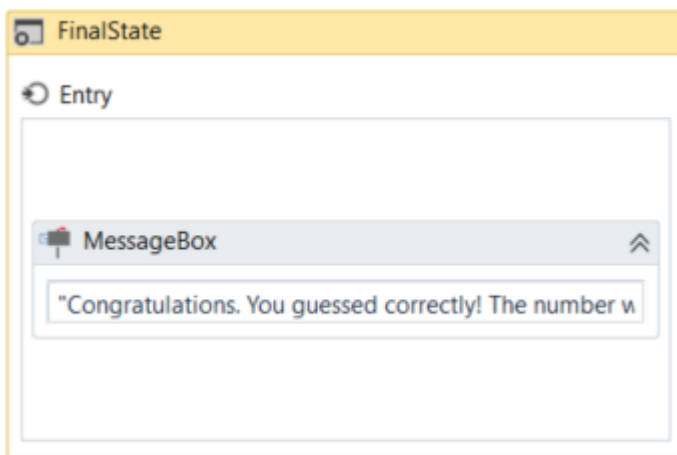 FinalState
Entry
MessageBox
"Congratulations. You guessed correctly! The number